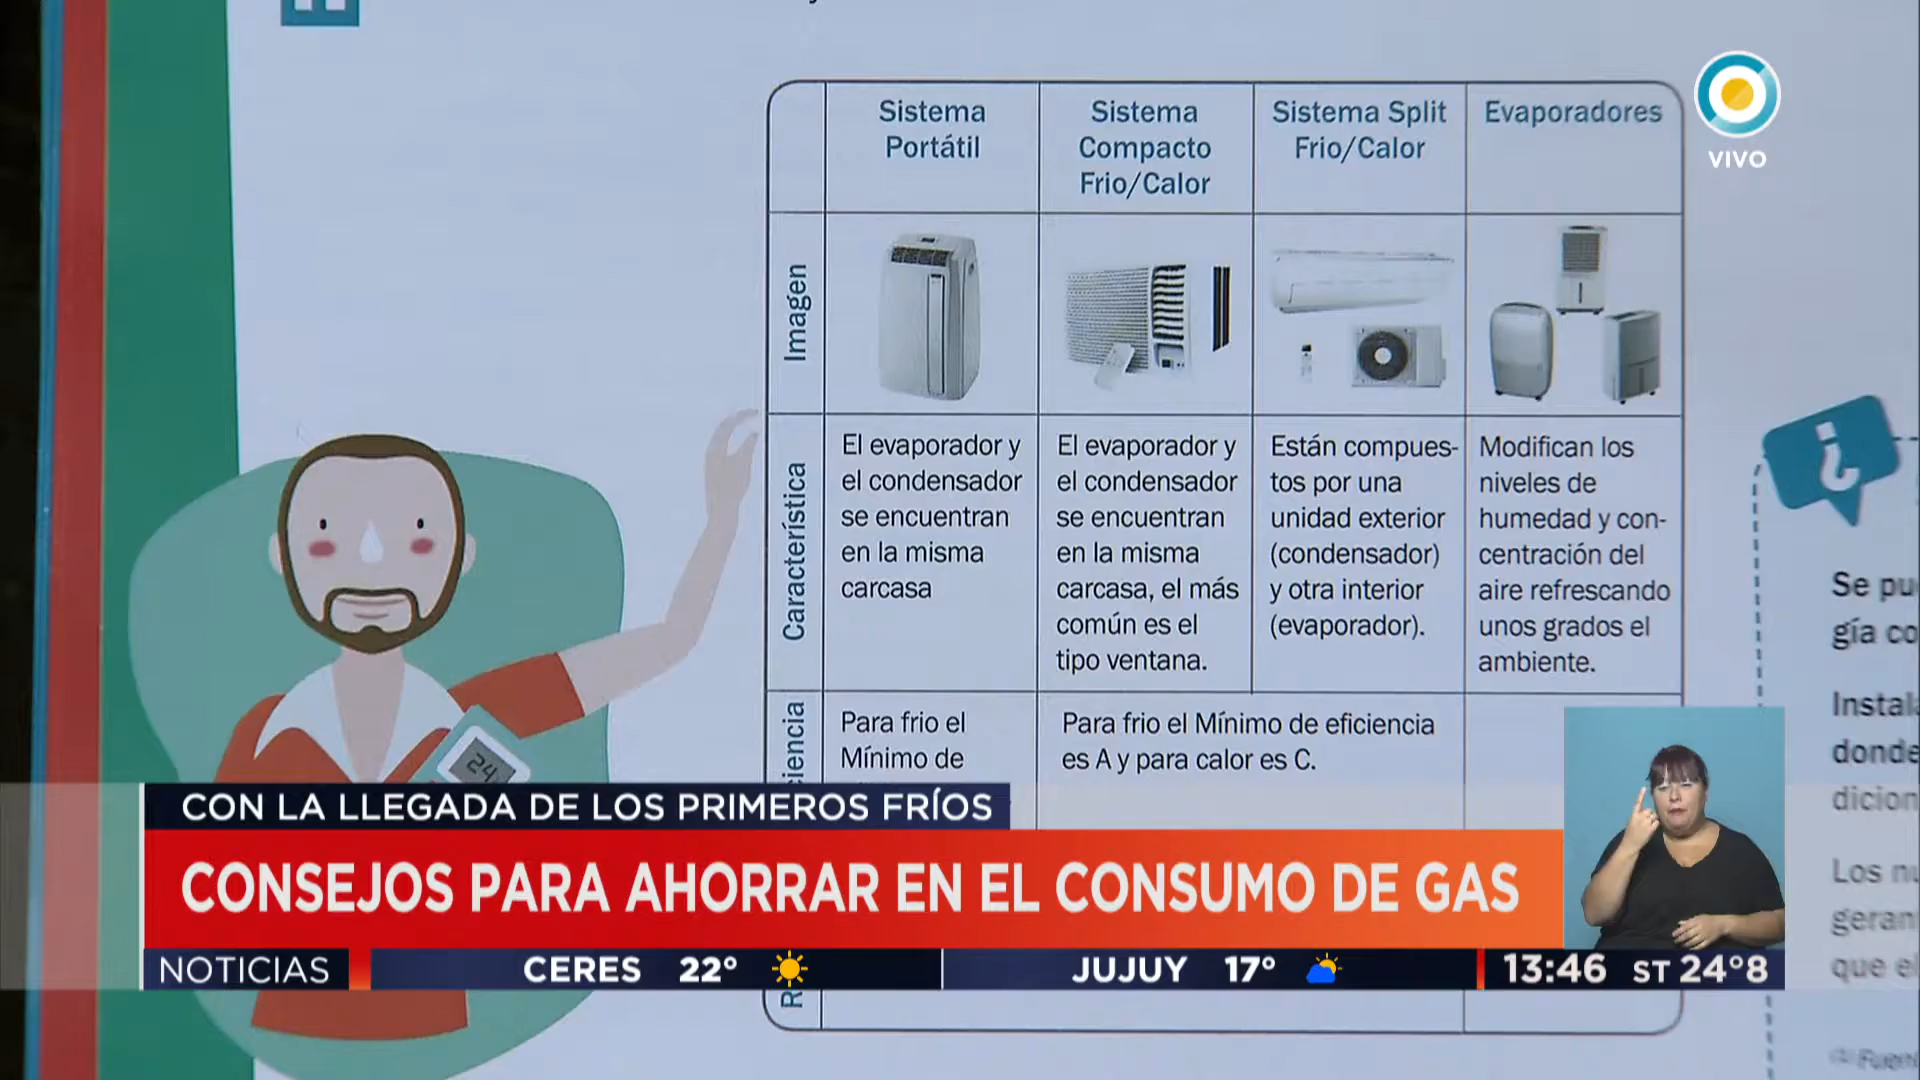 Sistema
Portátil
Sistema
Compacto
Frio/Calor
Sistema Split
Frio/Calor
Evaporadores
VIVO
Imagen
Característica
El evaporador y
el condensador
se encuentran
en la misma
carcasa
El evaporador y
el condensador
se encuentran
en la misma
carcasa, el más
común es el
tipo ventana.
Están compues-
tos por una
unidad exterior
(condensador)
y otra interior
(evaporador).
Modifican los
niveles de
humedad y con-
centración del
aire refrescando
unos grados el
ambiente.
Para frio el
Mínimo de
Para frio el Mínimo de eficiencia
es A y para calor es C.
¿
Se
donde
Los
que
24
CON LA LLEGADA DE LOS PRIMEROS FRÍOS
CONSEJOS PARA AHORRAR EN EL CONSUMO DE GAS
NOTICIAS
CERES 22°
JUJUY 17°
13:46 ST 24°8